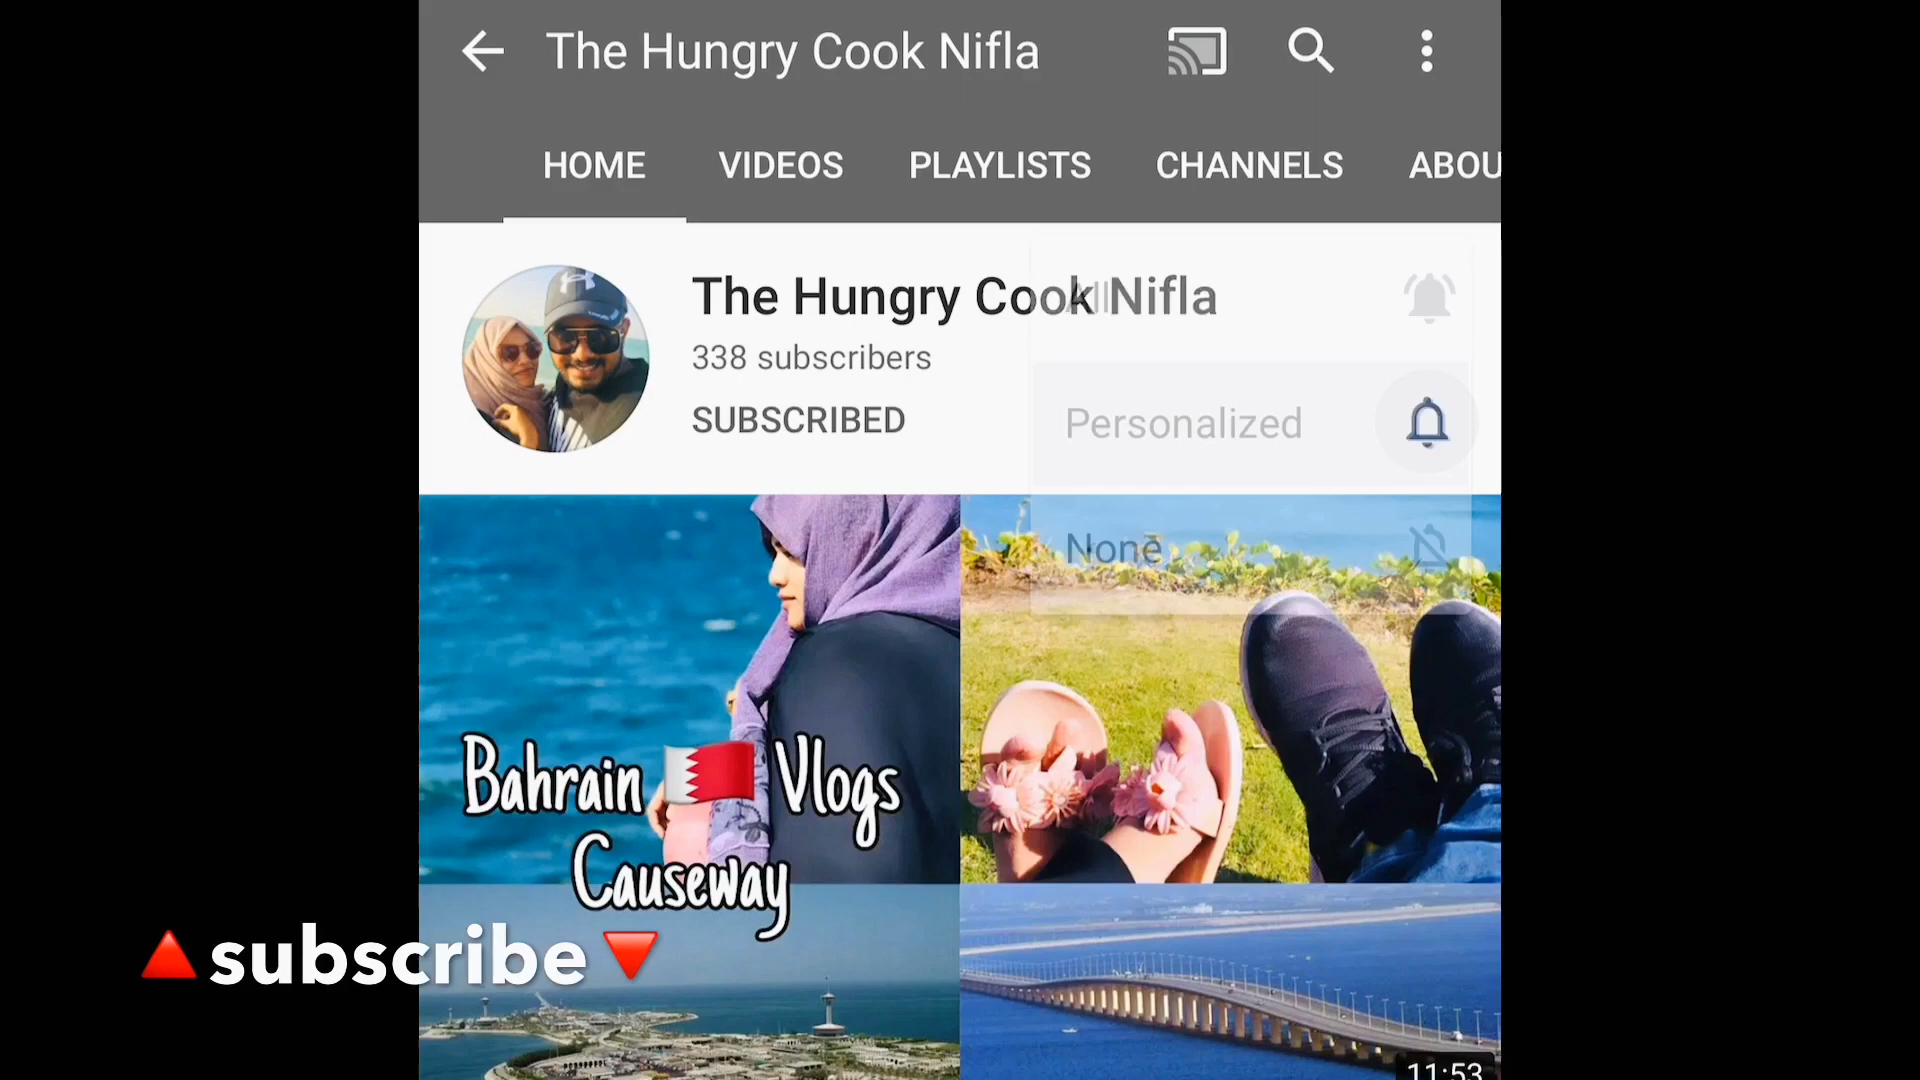 The Hungry Cook Nifla
HOME VIDEOS PLAYLISTS CHANNELS ABOU
The Hungry Cook Nifla
All
338 subscribers
SUBSCRIBED
Personalized
None
Bahrain 🇧🇭 Vlogs
Causeway
🔺subscribe🔻
11:53